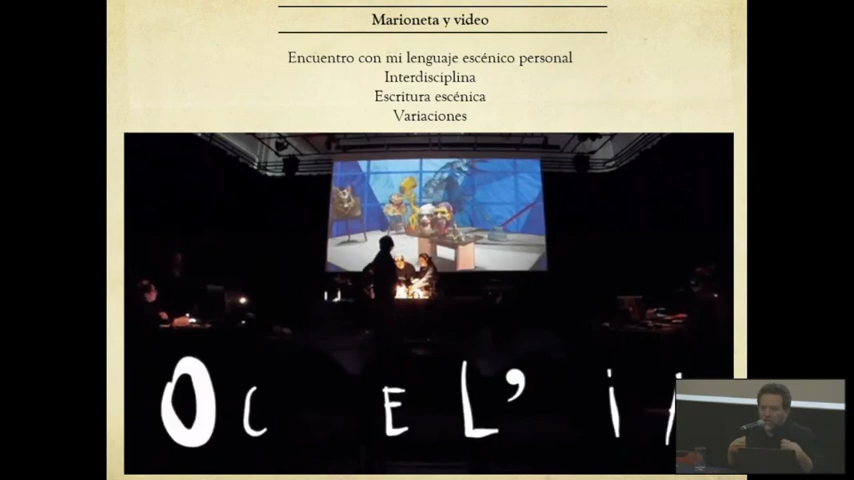 Marioneta y video
Encuentro con mi lenguaje escénico personal
Interdisciplina
Escritura escénica
Variaciones
OC EL' i